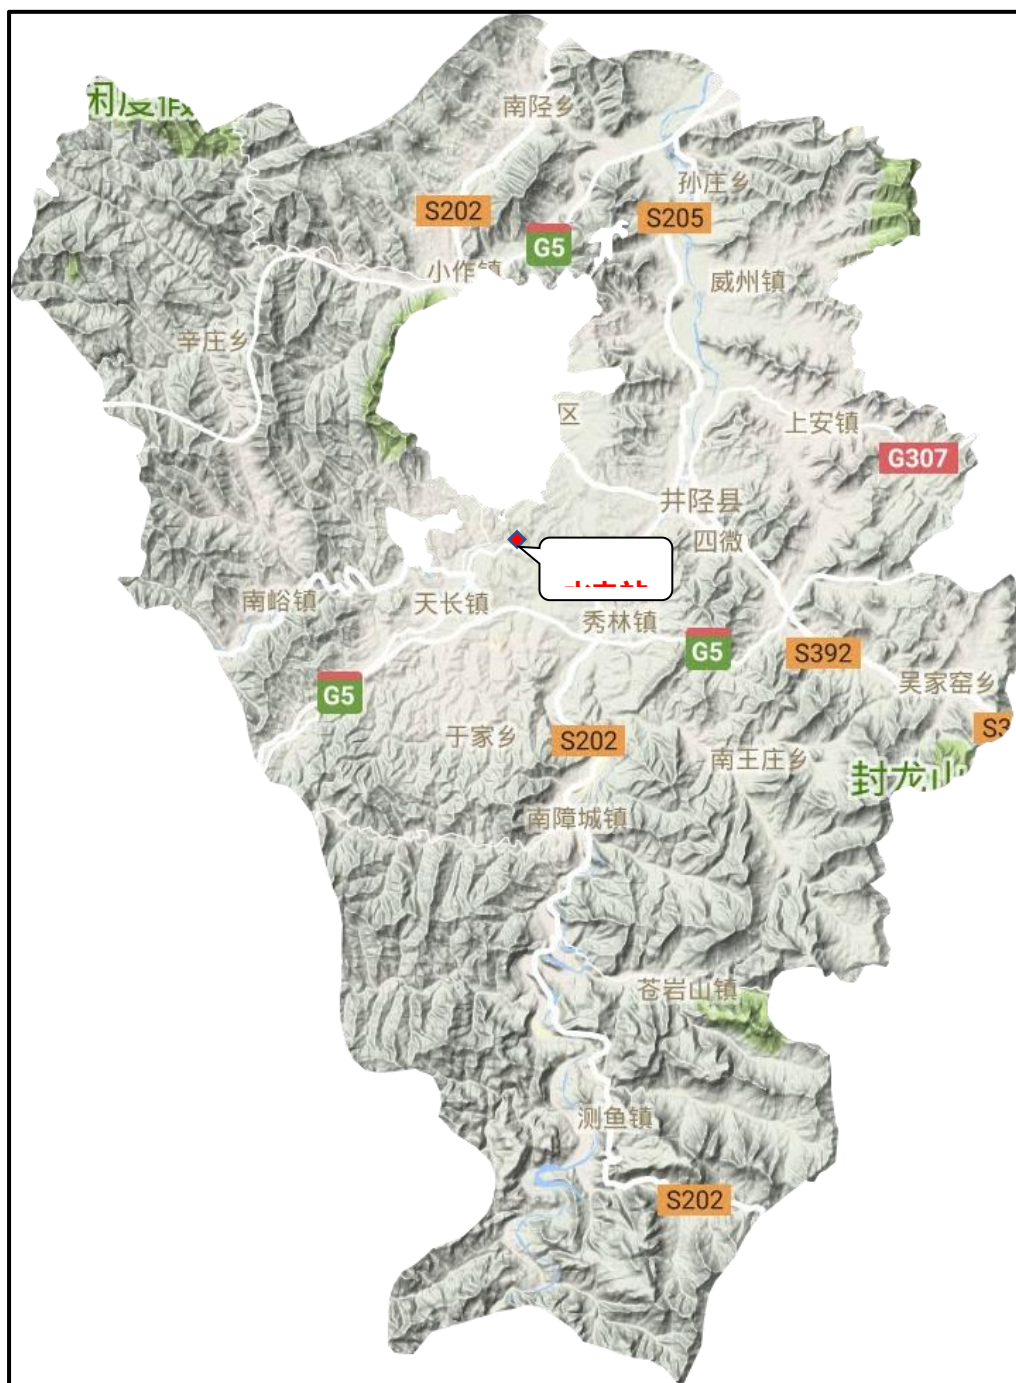 南陉乡
孙庄乡
S202
S205
G5
小作镇
威州镇
辛庄乡
区
上安镇
G307
井陉县
四微
南峪镇
天长镇
秀林镇
G5
S392
G5
吴家窑乡
于家乡
S202
南王庄乡
封龙山
南障城镇
苍岩山镇
测鱼镇
S202